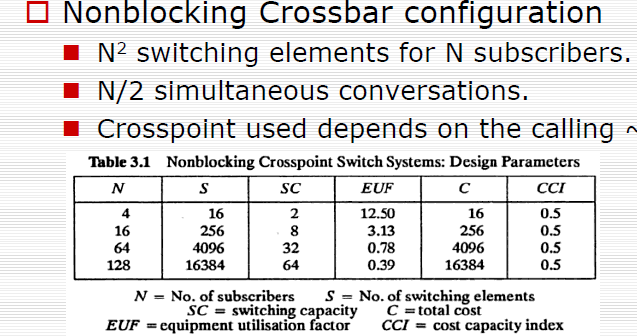 Nonblocking Crossbar configuration
N² switching elements for N subscribers.
N/2 simultaneous conversations.
Crosspoint used depends on the calling ~
Table 3.1 Nonblocking Crosspoint Switch Systems: Design Parameters
N S SC EUF C CCI
4 16 2 12.50 16 0.5
16 256 8 3.13 256 0.5
64 4096 32 0.78 4096 0.5
128 16384 64 0.39 16384 0.5
N = No. of subscribers S = No. of switching elements
SC = switching capacity C = total cost
EUF = equipment utilisation factor CCI = cost capacity index